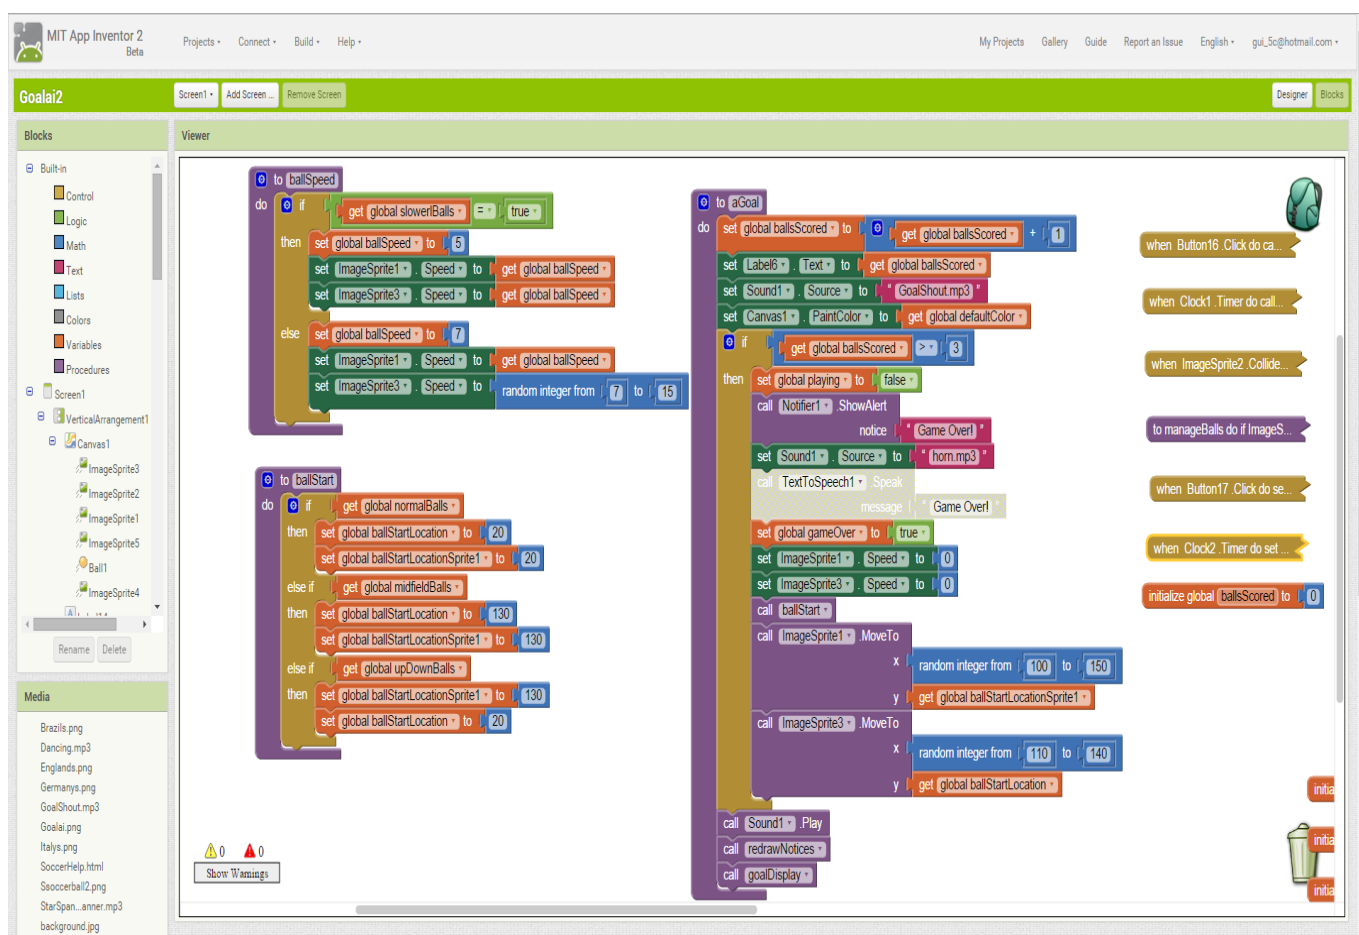 MIT App Inventor 2
Beta
Projects Connect Build Help
My Projects Gallery Guide Report an Issue English gui_5c@hotmail.com
Goalai2
Screen1 Add Screen ... Remove Screen
Designer Blocks
Blocks
Built-in
Control
Logic
Math
Text
Lists
Colors
Variables
Procedures
Screen1
VerticalArrangement1
Canvas1
ImageSprite3
ImageSprite2
ImageSprite1
ImageSprite5
Ball1
ImageSprite4
Rename Delete
Media
Brazils.png
Dancing.mp3
Englands.png
Germanys.png
GoalShout.mp3
Goalai.png
Italys.png
SoccerHelp.html
Ssoccerball2.png
StarSpan...anner.mp3
background.jpg
Viewer
to ballSpeed
do if get global slowerlBalls = true
then set global ballSpeed to 5
set ImageSprite1 . Speed to get global ballSpeed
set ImageSprite3 . Speed to get global ballSpeed
else set global ballSpeed to 7
set ImageSprite1 . Speed to get global ballSpeed
set ImageSprite3 . Speed to random integer from 7 to 15
to ballStart
do if get global normalBalls
then set global ballStartLocation to 20
set global ballStartLocationSprite1 to 20
else if get global midfieldBalls
then set global ballStartLocation to 130
set global ballStartLocationSprite1 to 130
else if get global upDownBalls
then set global ballStartLocationSprite1 to 130
set global ballStartLocation to 20
0 0
Show Warnings
to aGoal
do set global ballsScored to get global ballsScored + 1
set Label6 . Text to get global ballsScored
set Sound1 . Source to " GoalShout.mp3 "
set Canvas1 . PaintColor to get global defaultColor
if get global ballsScored > 3
then set global playing to false
call Notifier1 .ShowAlert
notice " Game Over! "
set Sound1 . Source to " horn.mp3 "
call TextToSpeech1 .Speak
message " Game Over! "
set global gameOver to true
set ImageSprite1 . Speed to 0
set ImageSprite3 . Speed to 0
call ballStart
call ImageSprite1 .MoveTo
x random integer from 100 to 150
y get global ballStartLocationSprite1
call ImageSprite3 .MoveTo
x random integer from 110 to 140
y get global ballStartLocation
call Sound1 .Play
call redrawNotices
call goalDisplay
when Button16 .Click do ca...
when Clock1 .Timer do call...
when ImageSprite2 .Collide...
to manageBalls do if ImageS...
when Button17 .Click do se...
when Clock2 .Timer do set ...
initialize global ballsScored to 0
initia
initia
initia